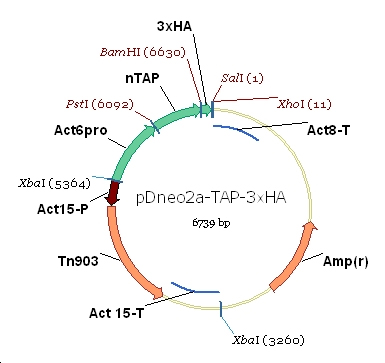 3xHA
BamHI (6630)
nTAP
SalI (1)
PstI (6092)
XhoI (11)
Act6pro
Act8-T
XbaI (5364)
pDneo2a-TAP-3xHA
Act15-P
6739 bp
Tn903
Amp(r)
Act 15-T
XbaI (3260)